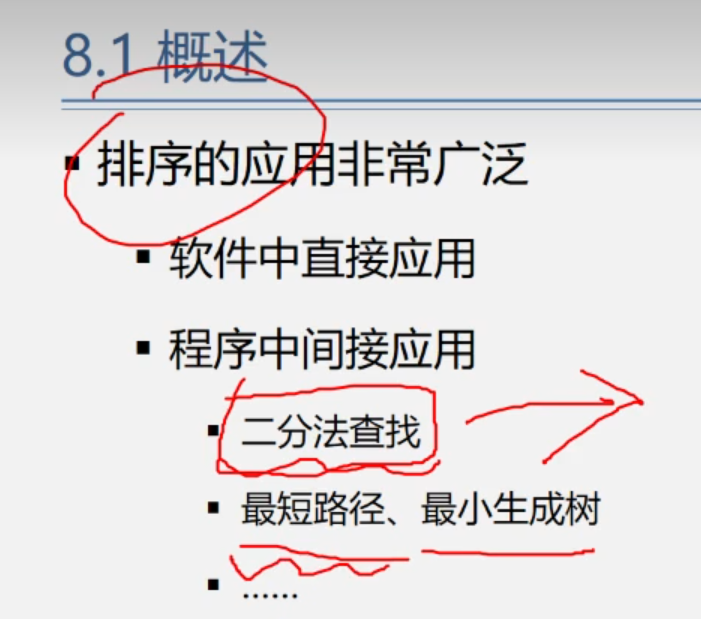 8.1 概述
排序的应用非常广泛
软件中直接应用
程序中间接应用
二分法查找
最短路径、最小生成树
......